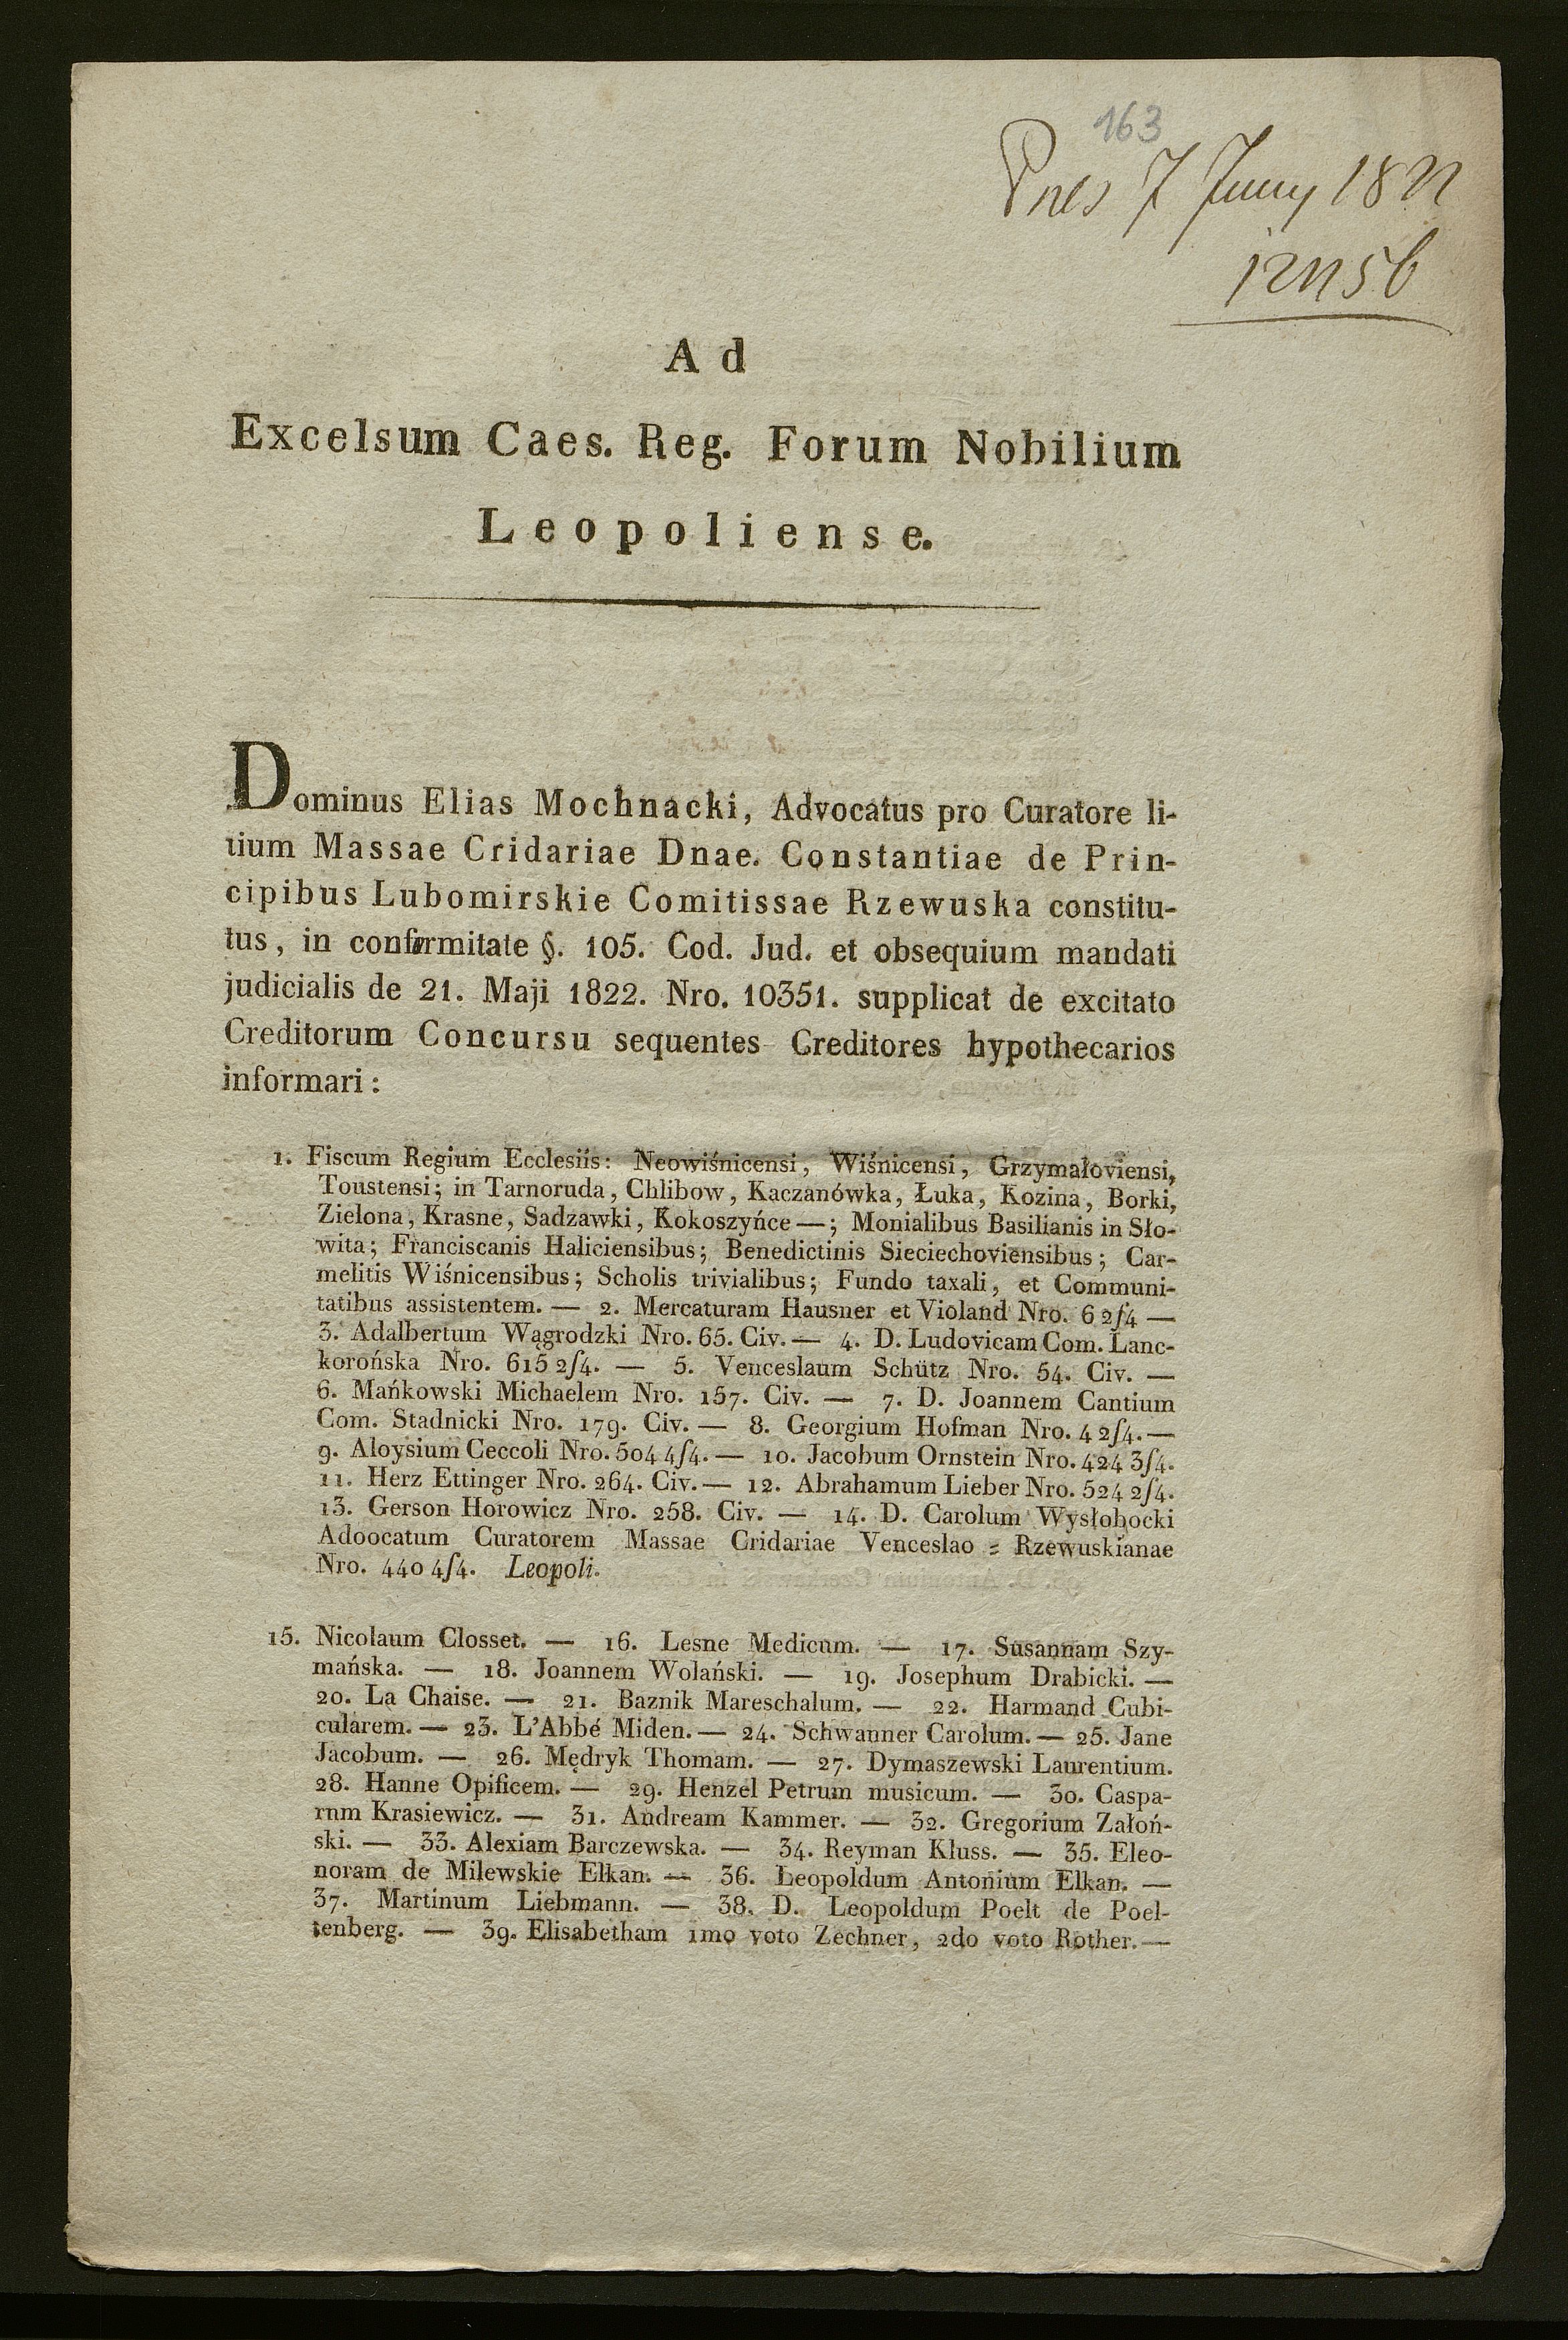 163
Pnes 7 Juny 1822
12256
Ad
Excelsum Caes. Reg. Forum Nobilium
Leopoliense.
Dominus Elias Mochnacki, Advocatus pro Curatore li-
tium Massae Cridariae Dnae. Constantiae de Prin-
cipibus Lubomirskie Comitissae Rzewuska constitu-
tus, in confirmitate §. 105. Cod. Jud. et obsequium mandati
judicialis de 21. Maji 1822. Nro. 10351. supplicat de excitato
Creditorum Concursu sequentes Creditores hypothecarios
informari:
1. Fiscum Regium Ecclesiis: Neowiśnicensi, Wiśnicensi, Grzymałoviensi,
Toustensi; in Tarnoruda, Chlibow, Kaczanówka, Łuka, Kozina, Borki,
Zielona, Krasne, Sadzawki, Kokoszyńce —; Monialibus Basilianis in Sło-
wita; Franciscanis Haliciensibus; Benedictinis Sieciechoviensibus; Car-
melitis Wiśnicensibus; Scholis trivialibus; Fundo taxali, et Communi-
tatibus assistentem. — 2. Mercaturam Hausner et Violand Nro. 6 2/4 —
3. Adalbertum Wągrodzki Nro. 65. Civ. — 4. D. Ludovicam Com. Lanc-
korońska Nro. 615 2/4. — 5. Venceslaum Schütz Nro. 54. Civ. —
6. Mańkowski Michaelem Nro. 157. Civ. — 7. D. Joannem Cantium
Com. Stadnicki Nro. 179. Civ. — 8. Georgium Hofman Nro. 4 2/4. —
9. Aloysium Ceccoli Nro. 504 4/4. — 10. Jacobum Ornstein Nro. 424 3/4.
11. Herz Ettinger Nro. 264. Civ. — 12. Abrahamum Lieber Nro. 524 2/4.
13. Gerson Horowicz Nro. 258. Civ. — 14. D. Carolum Wysłobocki
Adoocatum Curatorem Massae Cridariae Venceslao = Rzewuskianae
Nro. 440 4/4. Leopoli.
15. Nicolaum Closset. — 16. Lesne Medicum. — 17. Susannam Szy-
mańska. — 18. Joannem Wolański. — 19. Josephum Drabicki. —
20. La Chaise. — 21. Baznik Mareschalum. — 22. Harmand Cubi-
cularem. — 23. L'Abbé Miden. — 24. Schwanner Carolum. — 25. Jane
Jacobum. — 26. Mędryk Thomam. — 27. Dymaszewski Laurentium.
28. Hanne Opificem. — 29. Henzel Petrum musicum. — 30. Caspa-
rnm Krasiewicz. — 31. Andream Kammer. — 32. Gregorium Załoń-
ski. — 33. Alexiam Barczewska. — 34. Reyman Kluss. — 35. Eleo-
noram de Milewskie Elkan. — 36. Leopoldum Antonium Elkan. —
37. Martinum Liebmann. — 38. D. Leopoldum Poelt de Poel-
tenberg. — 39. Elisabetham 1mo voto Zechner, 2do voto Rother. —